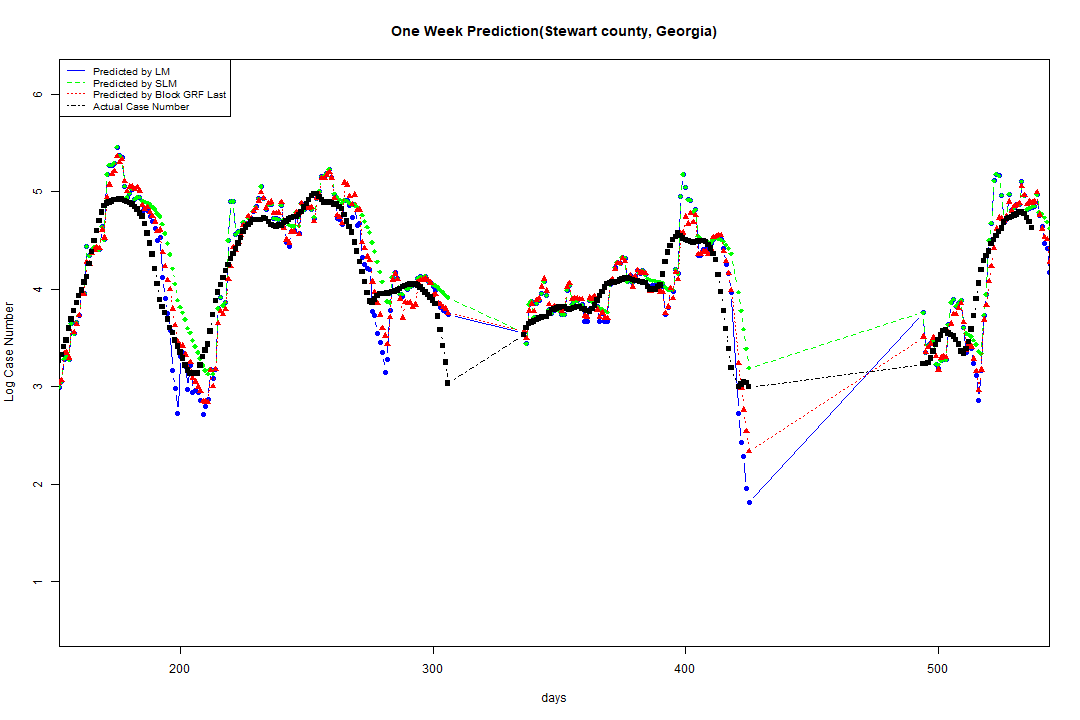 One Week Prediction(Stewart county, Georgia)
Predicted by LM
Predicted by SLM
Predicted by Block GRF Last
Actual Case Number
6
5
4
3
2
1
Log Case Number
200 300 400 500
days